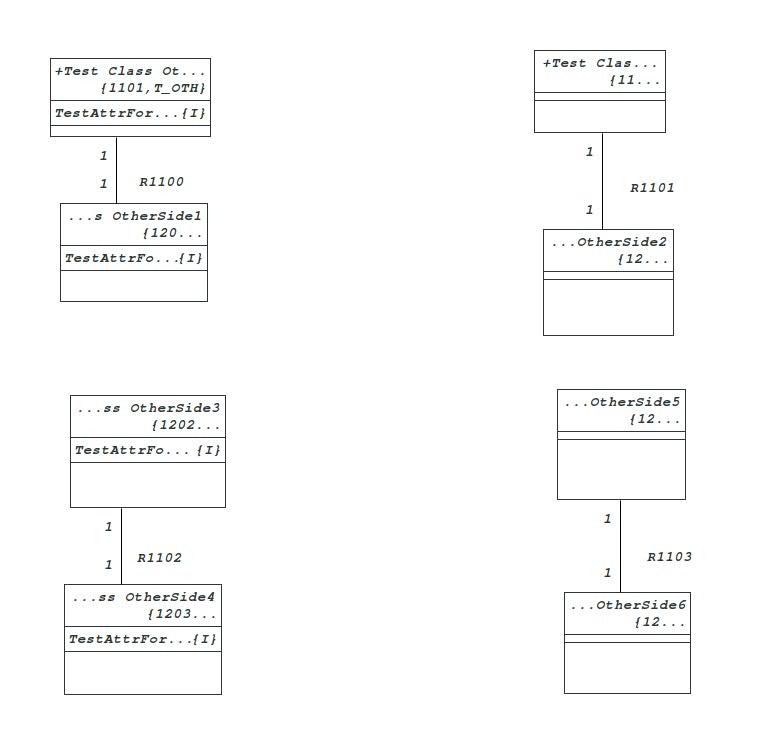 +Test Class Ot...
{1101,T_OTH}
TestAttrFor...{I}
1
1
R1100
...s OtherSide1
{120...
TestAttrFo...{I}
+Test Clas...
{11...
1
R1101
1
...OtherSide2
{12...
...ss OtherSide3
{1202...
TestAttrFo... {I}
1
R1102
1
...ss OtherSide4
{1203...
TestAttrFor...{I}
...OtherSide5
{12...
1
R1103
1
...OtherSide6
{12...